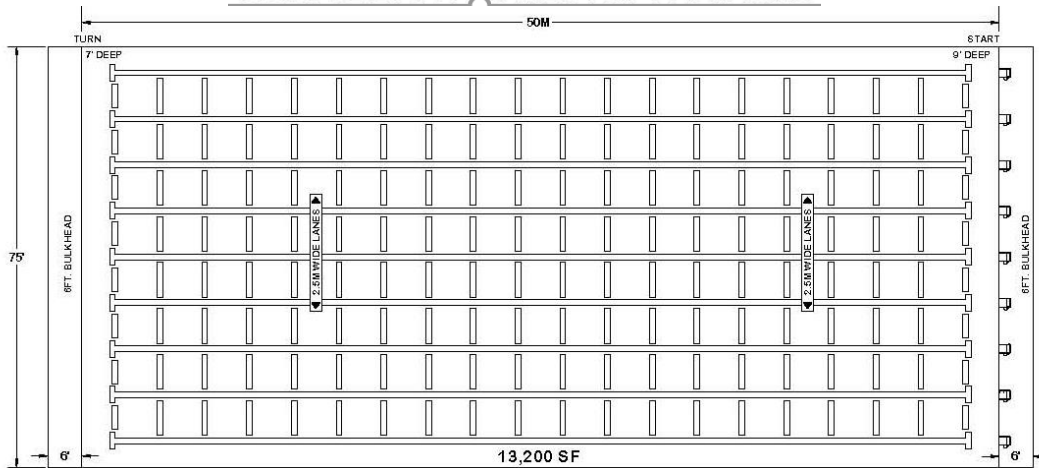 50M
TURN
START
7' DEEP
9' DEEP
75'
6FT. BULKHEAD
2.5M WIDE LANES
2.5M WIDE LANES
6FT. BULKHEAD
6'
13,200 SF
6'